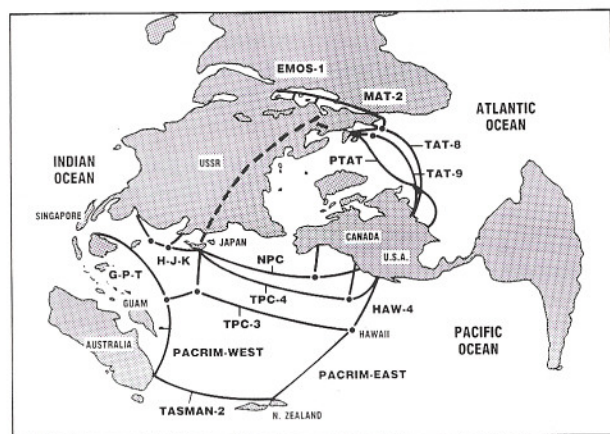 EMOS-1
MAT-2
ATLANTIC
OCEAN
TAT-8
USSR
PTAT
TAT-9
INDIAN
OCEAN
SINGAPORE
CANADA
JAPAN
U.S.A.
H-J-K
NPC
G-P-T
GUAM
TPC-4
HAW-4
TPC-3
HAWAII
PACIFIC
OCEAN
AUSTRALIA
PACRIM-WEST
PACRIM-EAST
TASMAN-2
N. ZEALAND